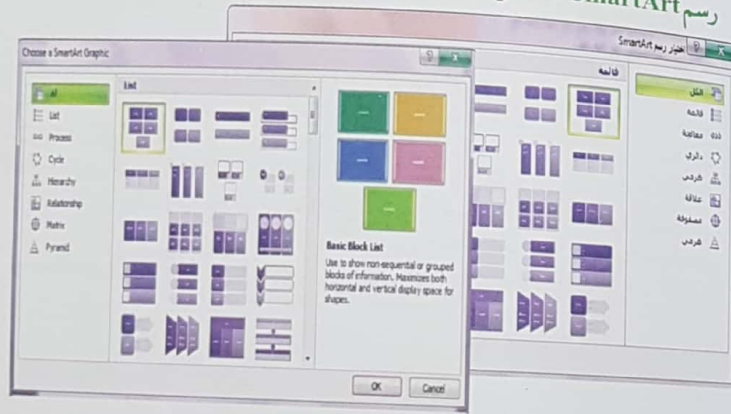 رسم SmartArt
Choose a SmartArt Graphic
All
List
Process
Cycle
Hierarchy
Relationship
Matrix
Pyramid
List
Basic Block List
Use to show non-sequential or grouped
blocks of information. Maximizes both
horizontal and vertical display space for
shapes.
OK
Cancel
اختيار رسم SmartArt
قائمة
الكل
قائمة
معالجة
دائري
هرمي
علاقة
مصفوفة
هرمي